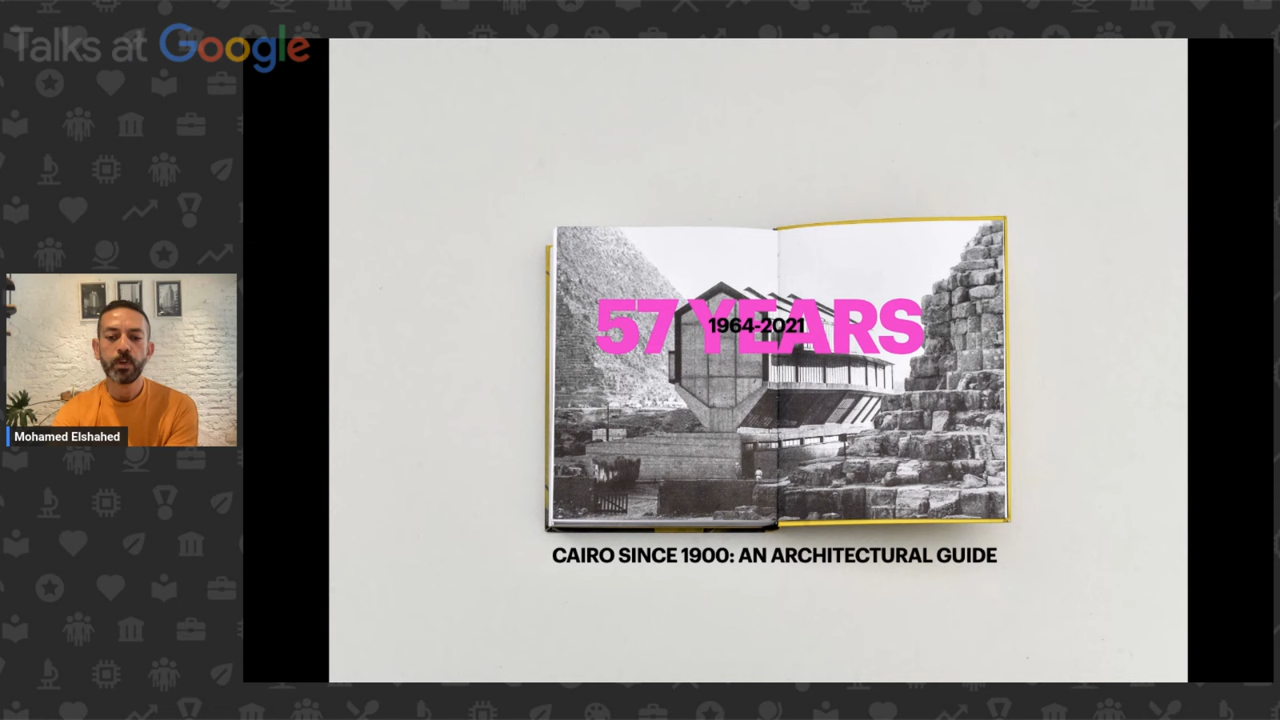 Talks at Google
57 YEARS
1964-2021
Mohamed Elshahed
CAIRO SINCE 1900: AN ARCHITECTURAL GUIDE